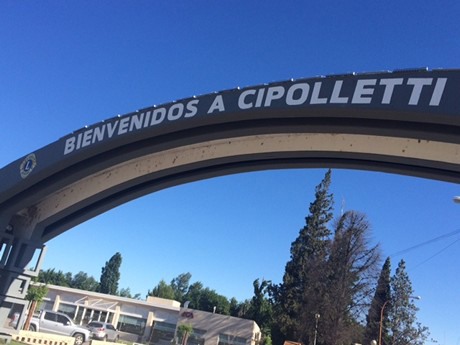 BIENVENIDOS A CIPOLLETTI